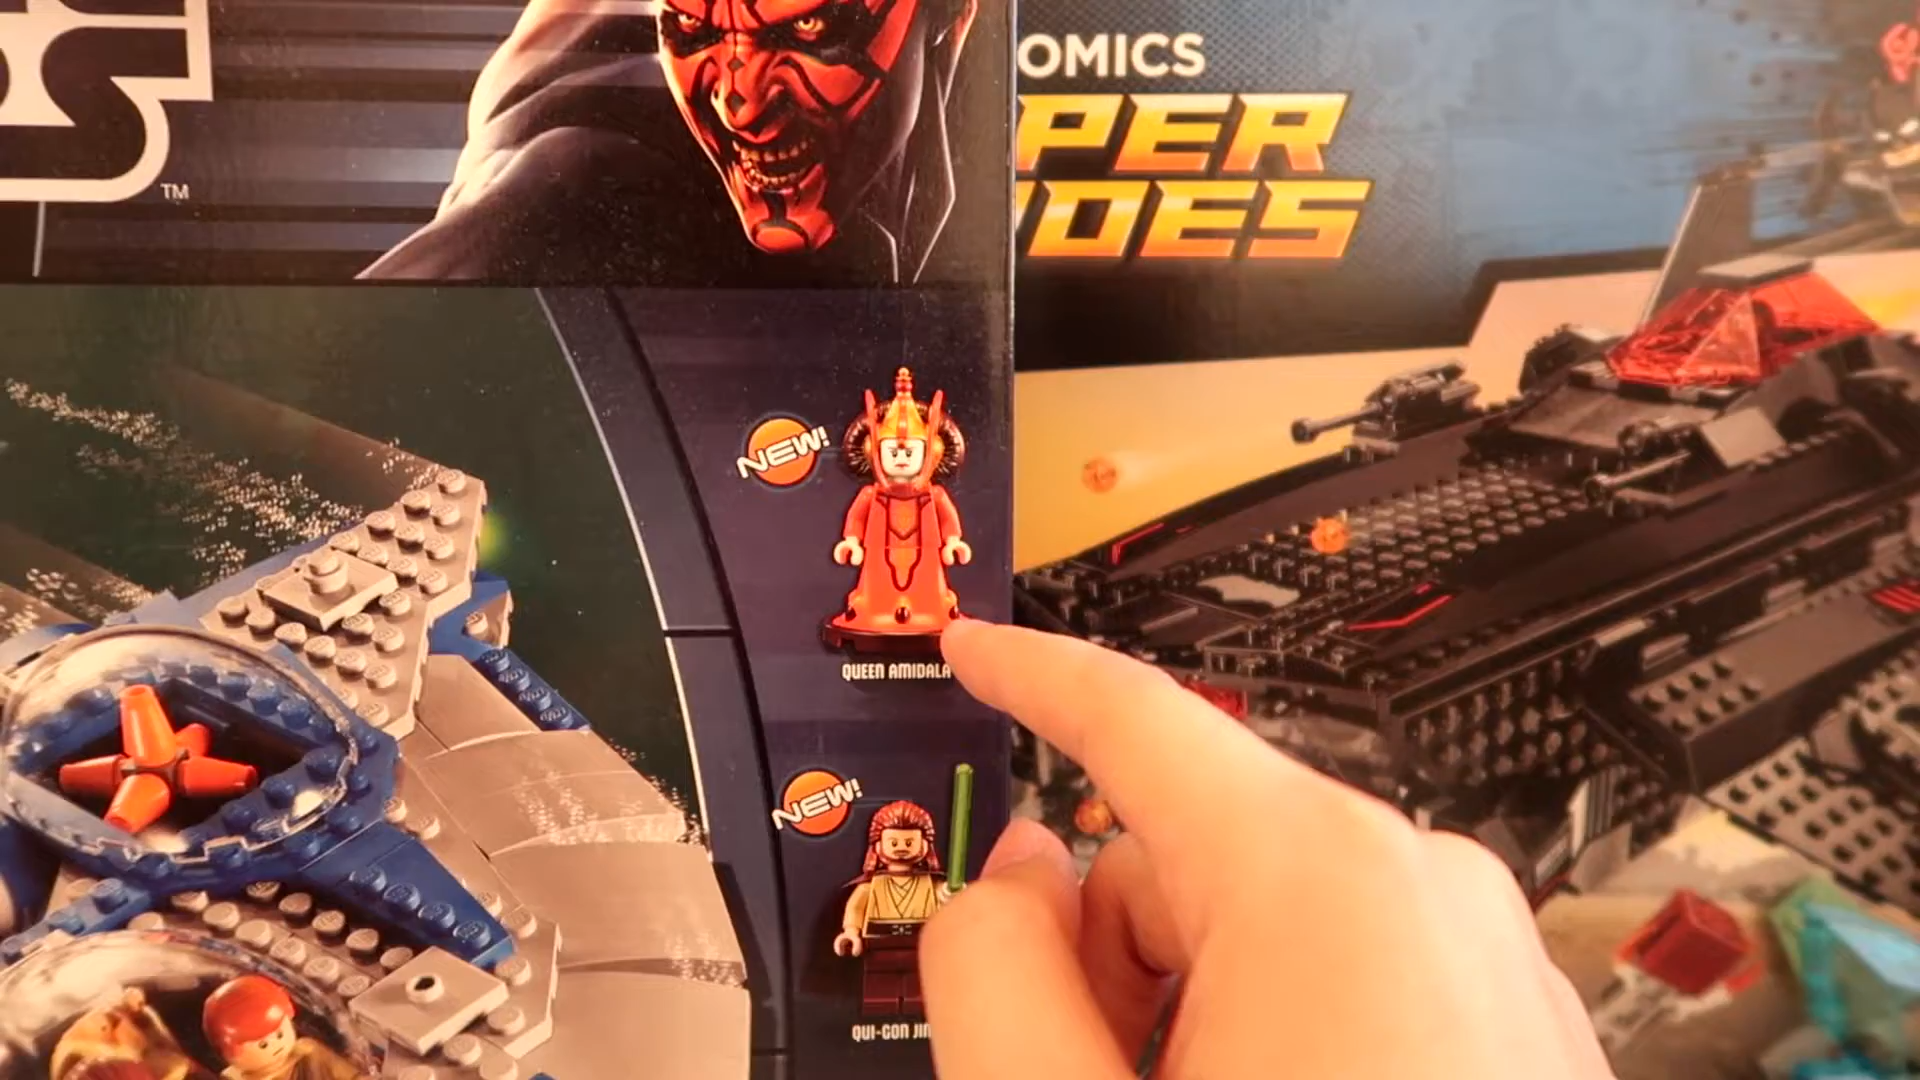 TM
OMICS
PER
OES
NEW!
QUEEN AMIDALA
NEW!
QUI-GON JIN